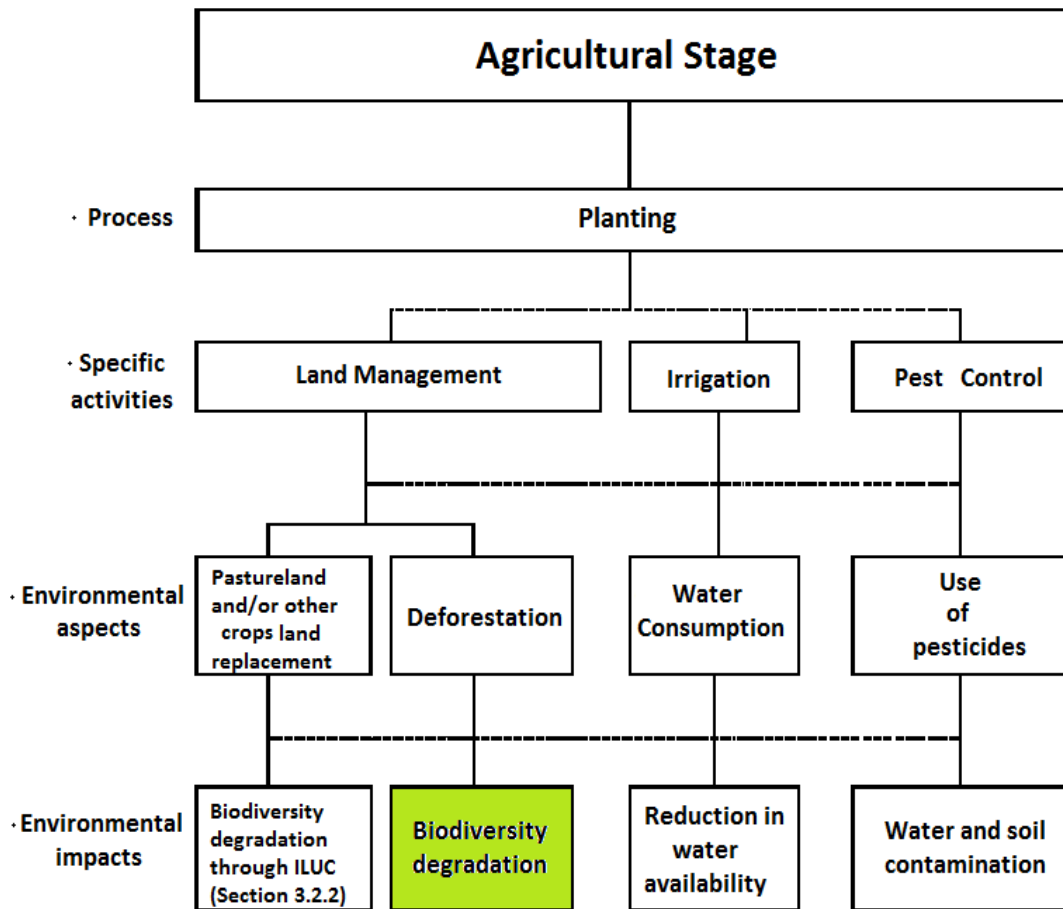 Agricultural Stage
· Process
Planting
· Specific
activities
Land Management
Irrigation
Pest Control
· Environmental
aspects
Pastureland
and/or other
crops land
replacement
Deforestation
Water
Consumption
Use
of
pesticides
· Environmental
impacts
Biodiversity
degradation
through ILUC
(Section 3.2.2)
Biodiversity
degradation
Reduction in
water
availability
Water and soil
contamination